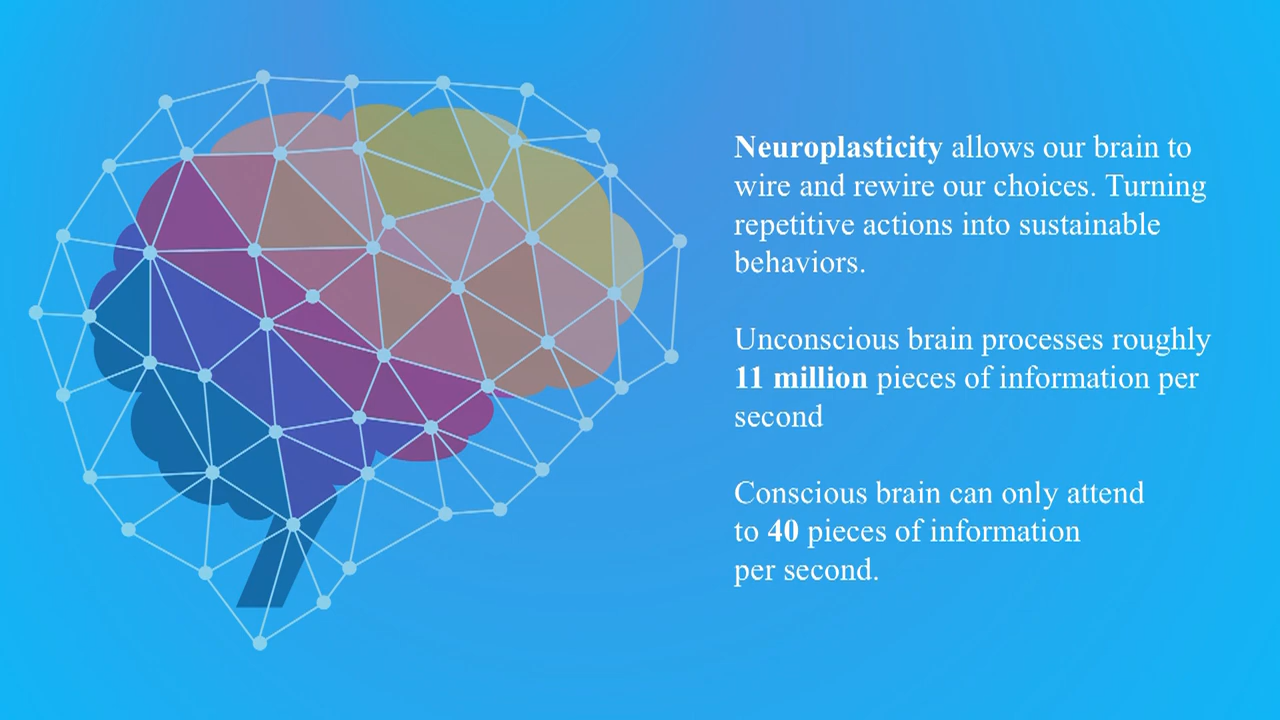 Neuroplasticity allows our brain to
wire and rewire our choices. Turning
repetitive actions into sustainable
behaviors.
Unconscious brain processes roughly
11 million pieces of information per
second
Conscious brain can only attend
to 40 pieces of information
per second.